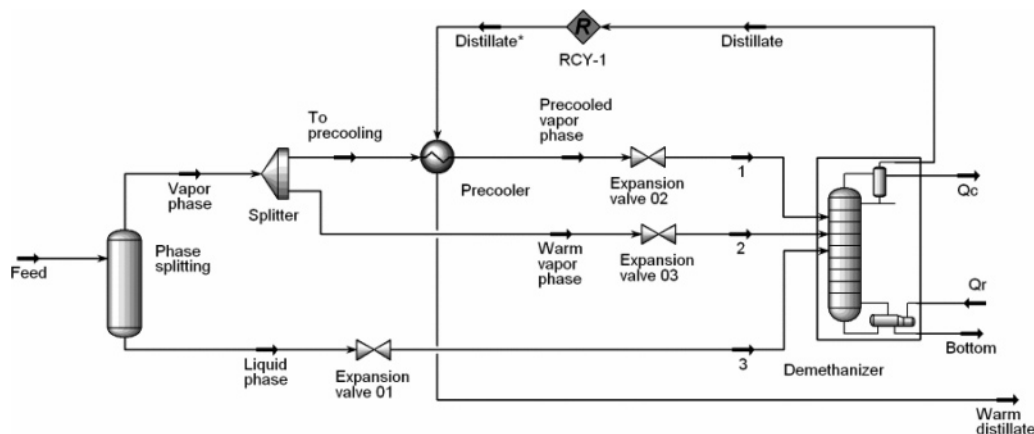 R
Distillate*
RCY-1
Distillate
To
precooling
Precooled
vapor
phase
Vapor
phase
Splitter
Precooler
Expansion
valve 02
1
Qc
Feed
Phase
splitting
Warm
vapor
phase
Expansion
valve 03
2
Qr
Liquid
phase
Expansion
valve 01
3
Demethanizer
Bottom
Warm
distillate